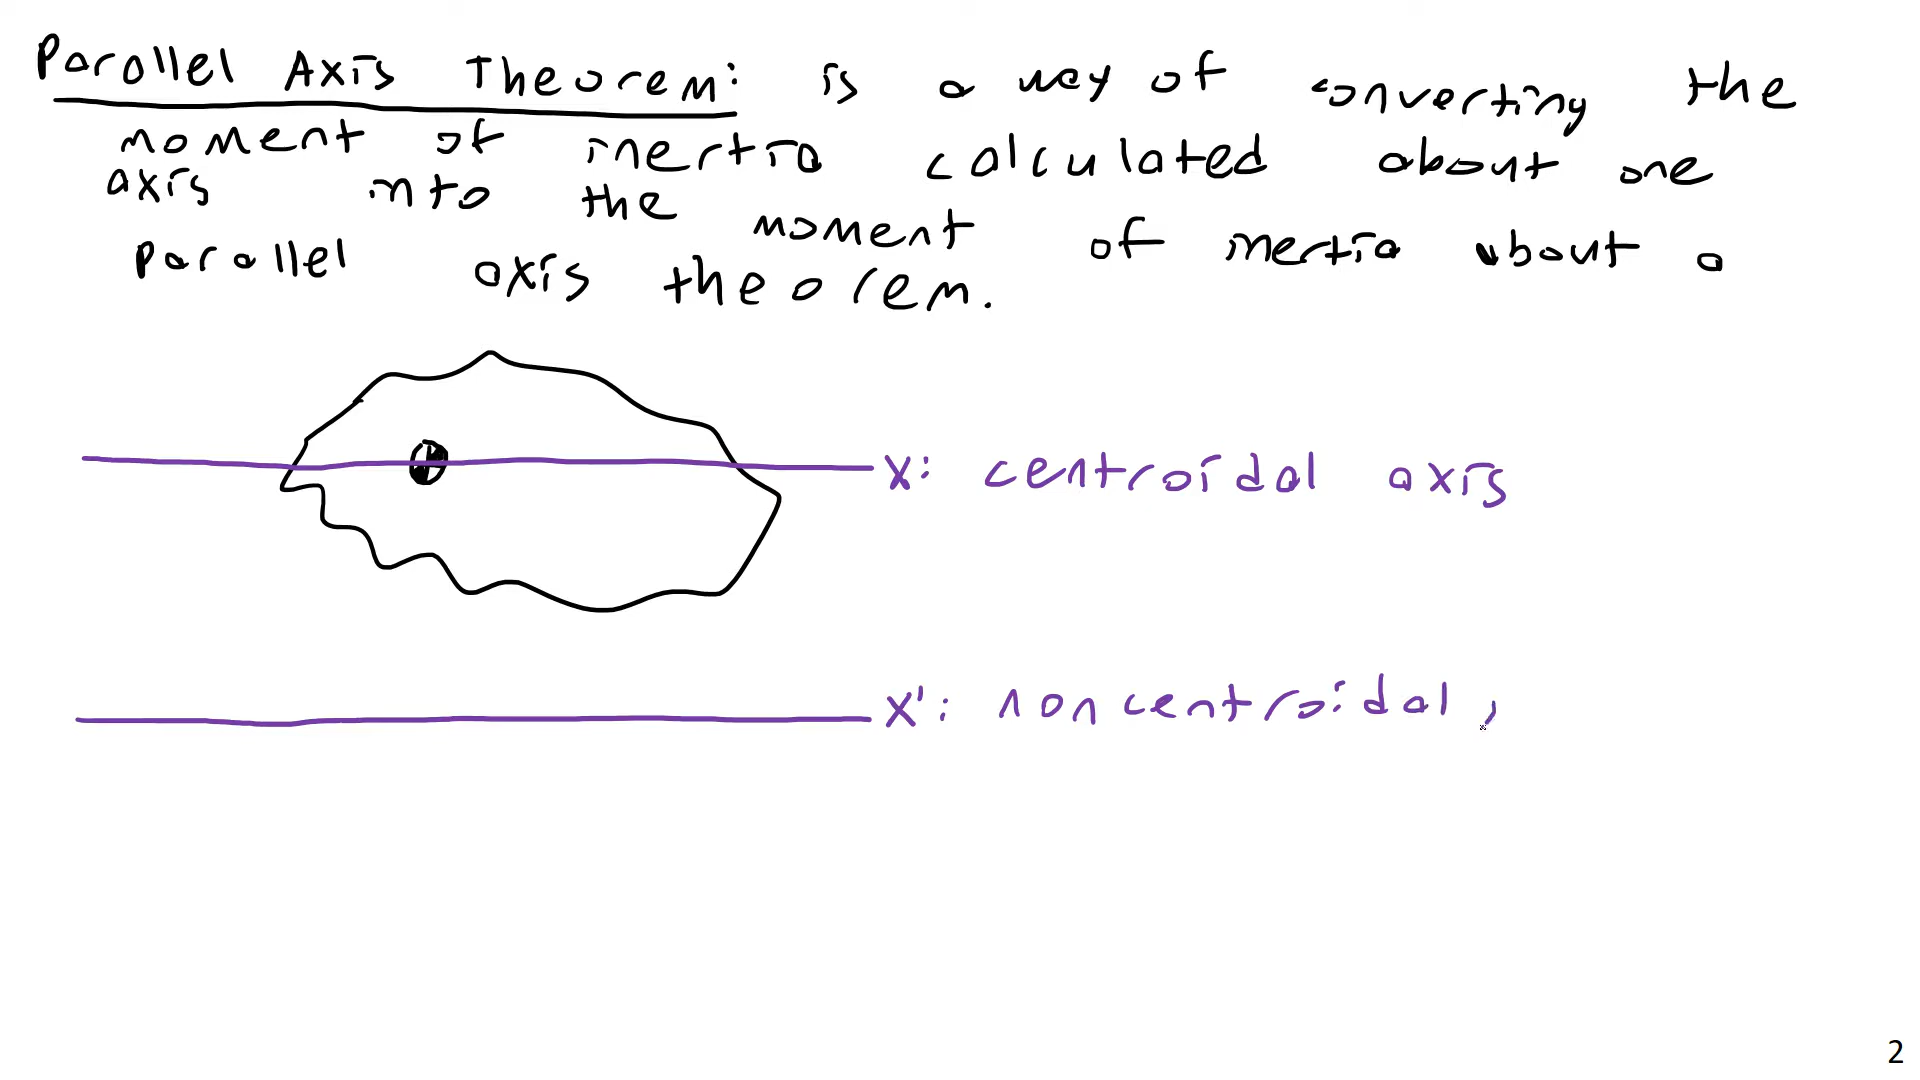 Parallel Axis Theorem: is a way of converting the
moment of inertia calculated about one
axis into the moment of inertia about a
parallel axis theorem.
x: centroidal axis
x': noncentroidal,
2